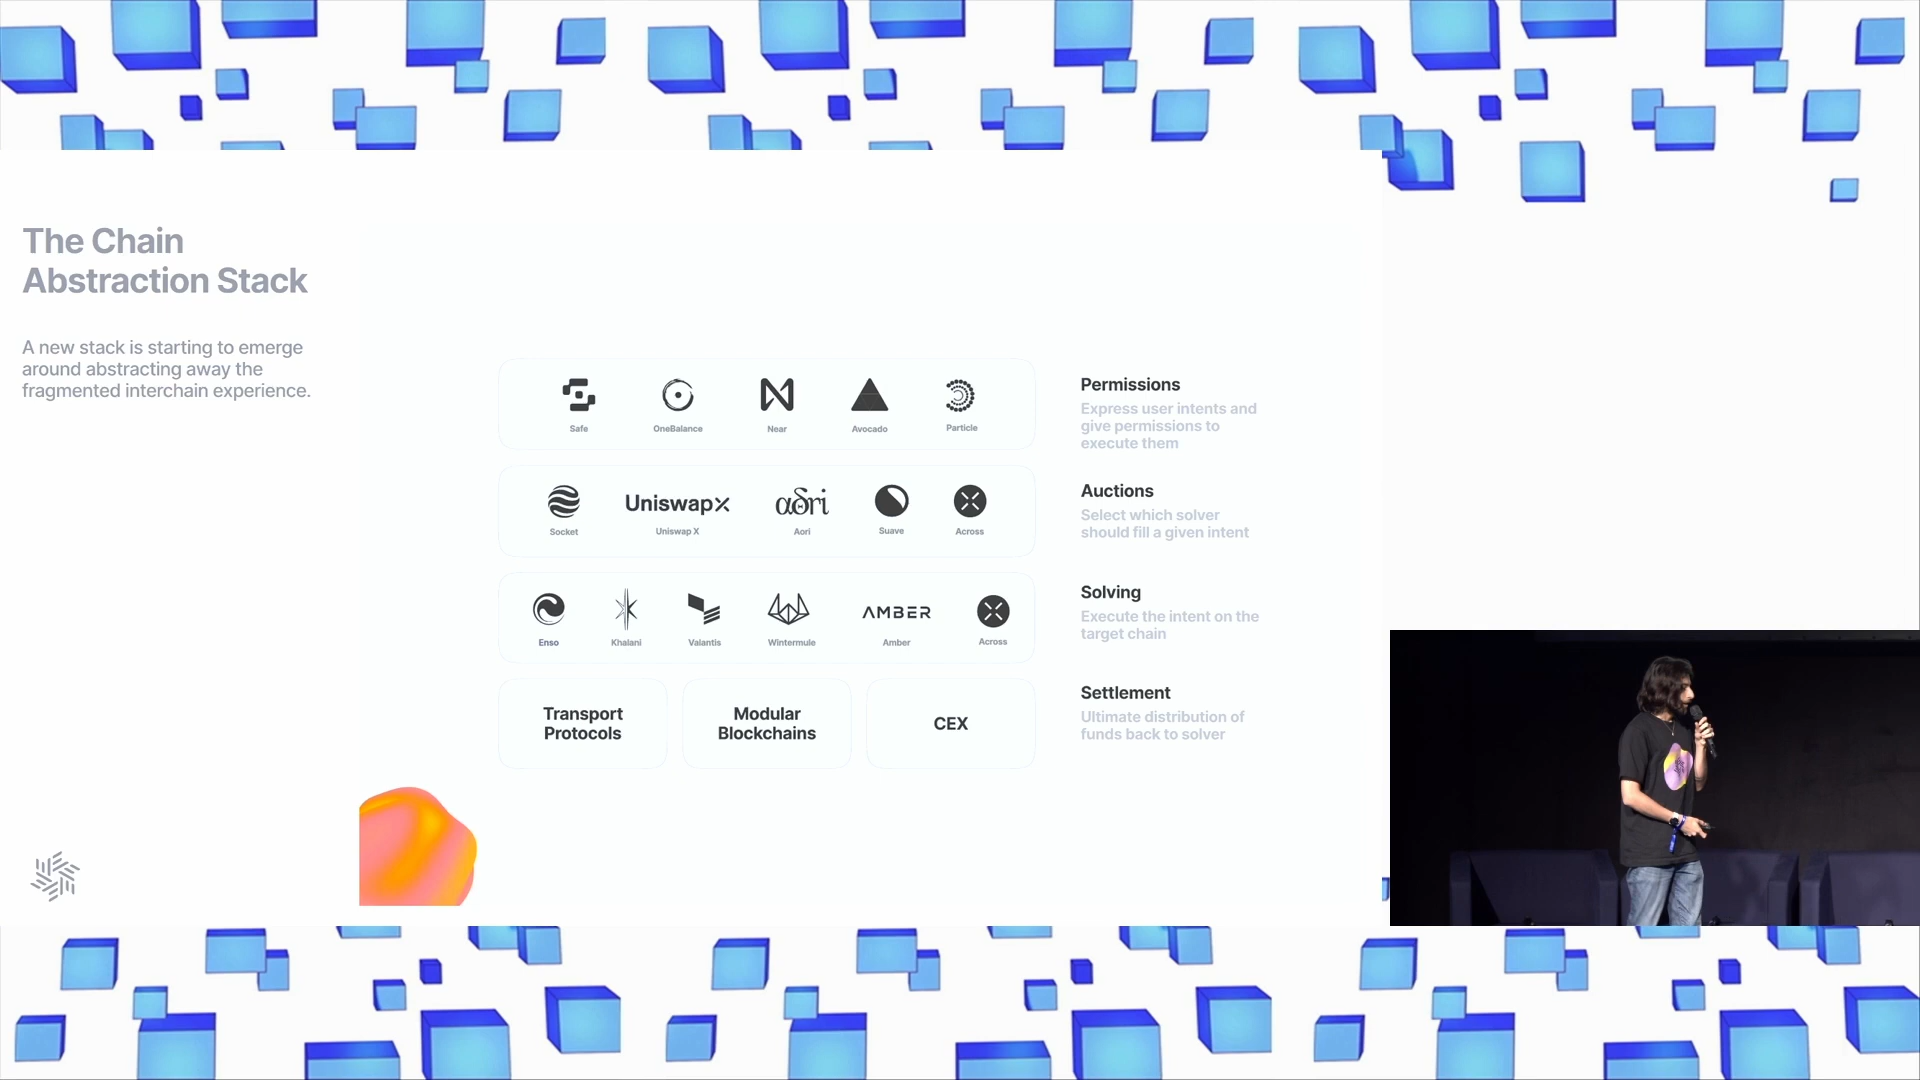 The Chain
Abstraction Stack
A new stack is starting to emerge
around abstracting away the
fragmented interchain experience.
Safe
OneBalance
Near
Avocado
Particle
Permissions
Express user intents and
give permissions to
execute them
UniswapX
αδri
Socket
Uniswap X
Aori
Suave
Across
Auctions
Select which solver
should fill a given intent
AMBER
Enso
Khalani
Valantis
Wintermule
Amber
Across
Solving
Execute the intent on the
target chain
Transport
Protocols
Modular
Blockchains
CEX
Settlement
Ultimate distribution of
funds back to solver